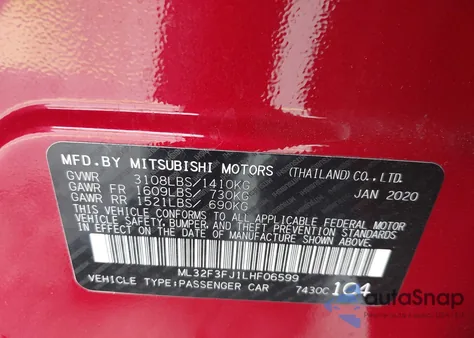 MFD.BY MITSUBISHI MOTORS (THAILAND)CO.,LTD.
GVWR 3108LBS/1410KG JAN 2020
GAWR FR 1609LBS/ 730KG
GAWR RR 1521LBS/ 690KG
THIS VEHICLE CONFORMS TO ALL APPLICABLE
FEDERAL MOTOR VEHICLE SAFETY, BUMPER, AND THEFT PREVENTION
STANDARDS IN EFFECT ON THE DATE OF
MANUFACTURE SHOWN ABOVE.
ML32F3FJ1LHF06599
VEHICLE TYPE:PASSENGER CAR 7430C 104
autoSnap